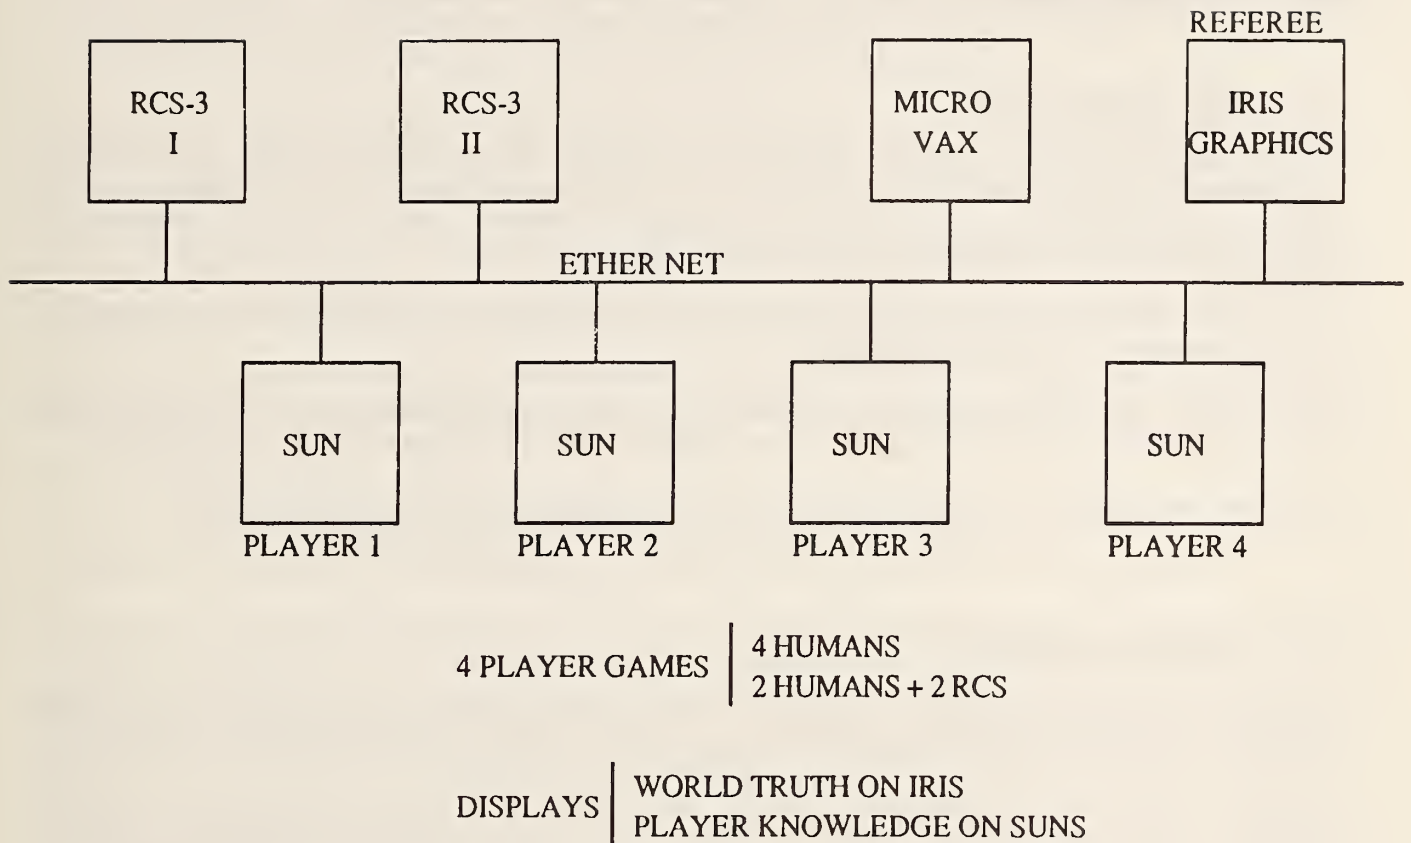 REFEREE
RCS-3
I
RCS-3
II
MICRO
VAX
IRIS
GRAPHICS
ETHER NET
SUN
SUN
SUN
SUN
PLAYER 1
PLAYER 2
PLAYER 3
PLAYER 4
4 PLAYER GAMES
4 HUMANS
2 HUMANS + 2 RCS
DISPLAYS
WORLD TRUTH ON IRIS
PLAYER KNOWLEDGE ON SUNS